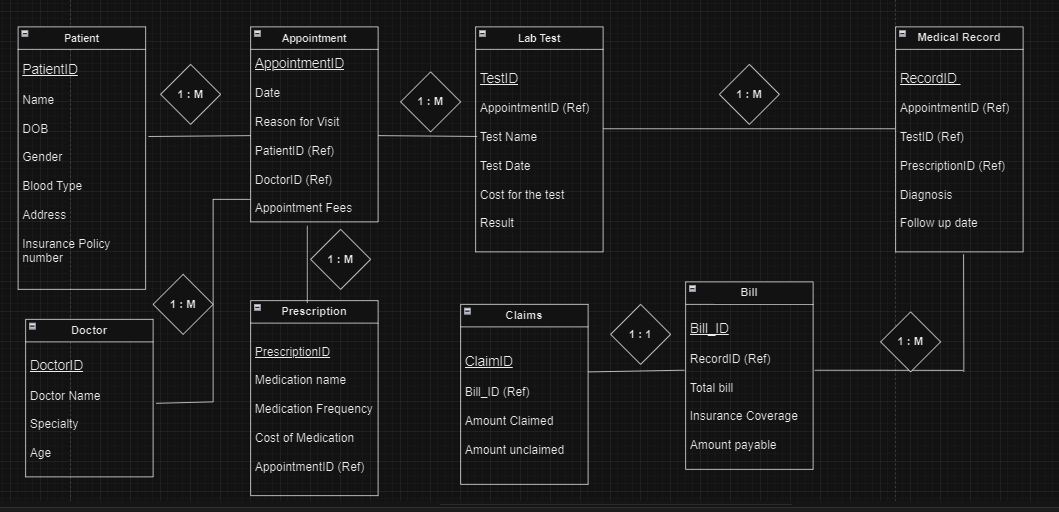 Patient
PatientID
Name
DOB
Gender
Blood Type
Address
Insurance Policy
number
1 : M
Appointment
AppointmentID
Date
Reason for Visit
PatientID (Ref)
DoctorID (Ref)
Appointment Fees
1 : M
Lab Test
TestID
AppointmentID (Ref)
Test Name
Test Date
Cost for the test
Result
1 : M
Medical Record
RecordID
AppointmentID (Ref)
TestID (Ref)
PrescriptionID (Ref)
Diagnosis
Follow up date
1 : M
1 : M
Doctor
DoctorID
Doctor Name
Specialty
Age
Prescription
PrescriptionID
Medication name
Medication Frequency
Cost of Medication
AppointmentID (Ref)
Claims
ClaimID
Bill_ID (Ref)
Amount Claimed
Amount unclaimed
1 : 1
Bill
Bill_ID
RecordID (Ref)
Total bill
Insurance Coverage
Amount payable
1 : M